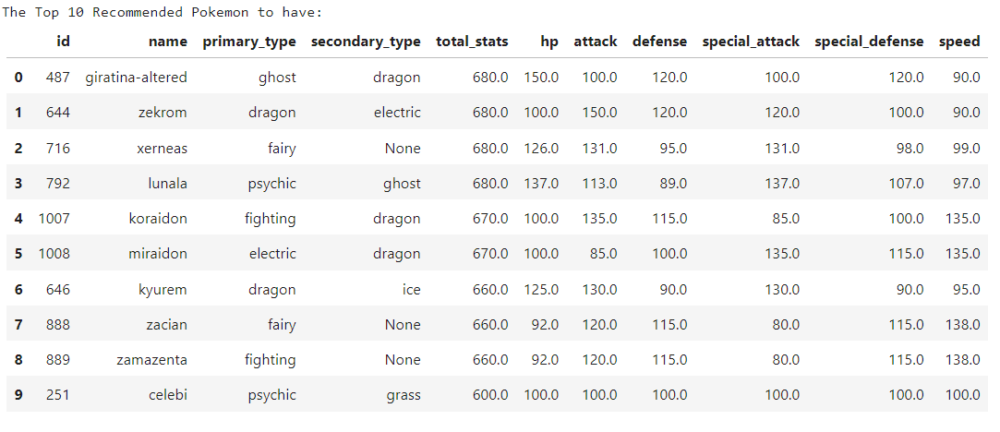 The Top 10 Recommended Pokemon to have:
id name primary_type secondary_type total_stats hp attack defense special_attack special_defense speed
0 487 giratina-altered ghost dragon 680.0 150.0 100.0 120.0 100.0 120.0 90.0
1 644 zekrom dragon electric 680.0 100.0 150.0 120.0 120.0 100.0 90.0
2 716 xerneas fairy None 680.0 126.0 131.0 95.0 131.0 98.0 99.0
3 792 lunala psychic ghost 680.0 137.0 113.0 89.0 137.0 107.0 97.0
4 1007 koraidon fighting dragon 670.0 100.0 135.0 115.0 85.0 100.0 135.0
5 1008 miraidon electric dragon 670.0 100.0 85.0 100.0 135.0 115.0 135.0
6 646 kyurem dragon ice 660.0 125.0 130.0 90.0 130.0 90.0 95.0
7 888 zacian fairy None 660.0 92.0 120.0 115.0 80.0 115.0 138.0
8 889 zamazenta fighting None 660.0 92.0 120.0 115.0 80.0 115.0 138.0
9 251 celebi psychic grass 600.0 100.0 100.0 100.0 100.0 100.0 100.0